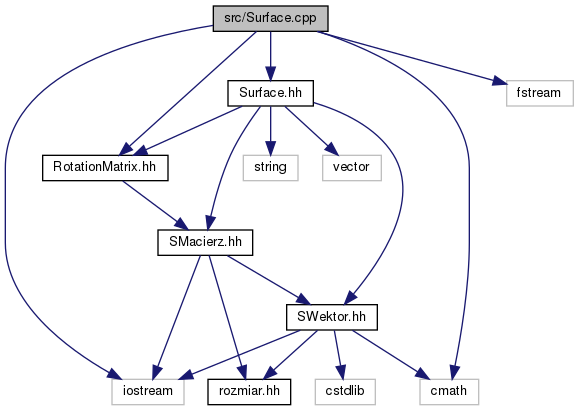 src/Surface.cpp
Surface.hh
fstream
RotationMatrix.hh
string
vector
SMacierz.hh
SWektor.hh
iostream
rozmiar.hh
cstdlib
cmath